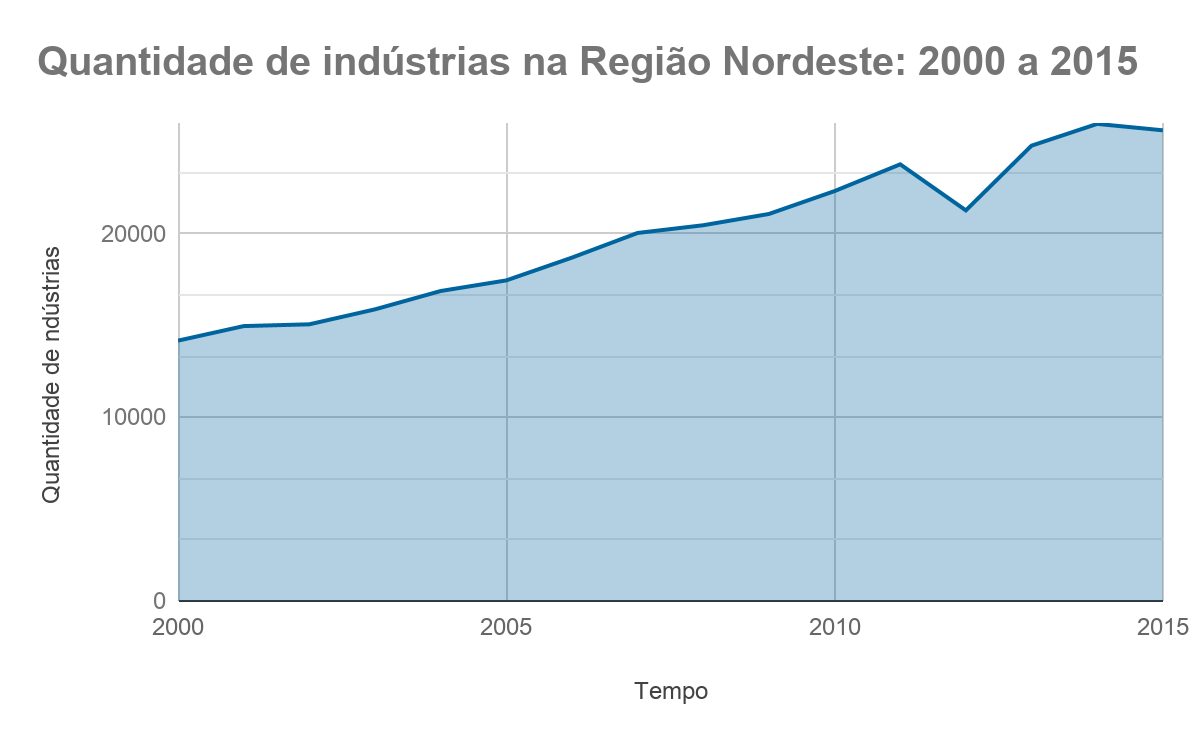 Quantidade de indústrias na Região Nordeste: 2000 a 2015
Quantidade de ndústrias
20000
10000
0
2000 2005 2010 2015
Tempo